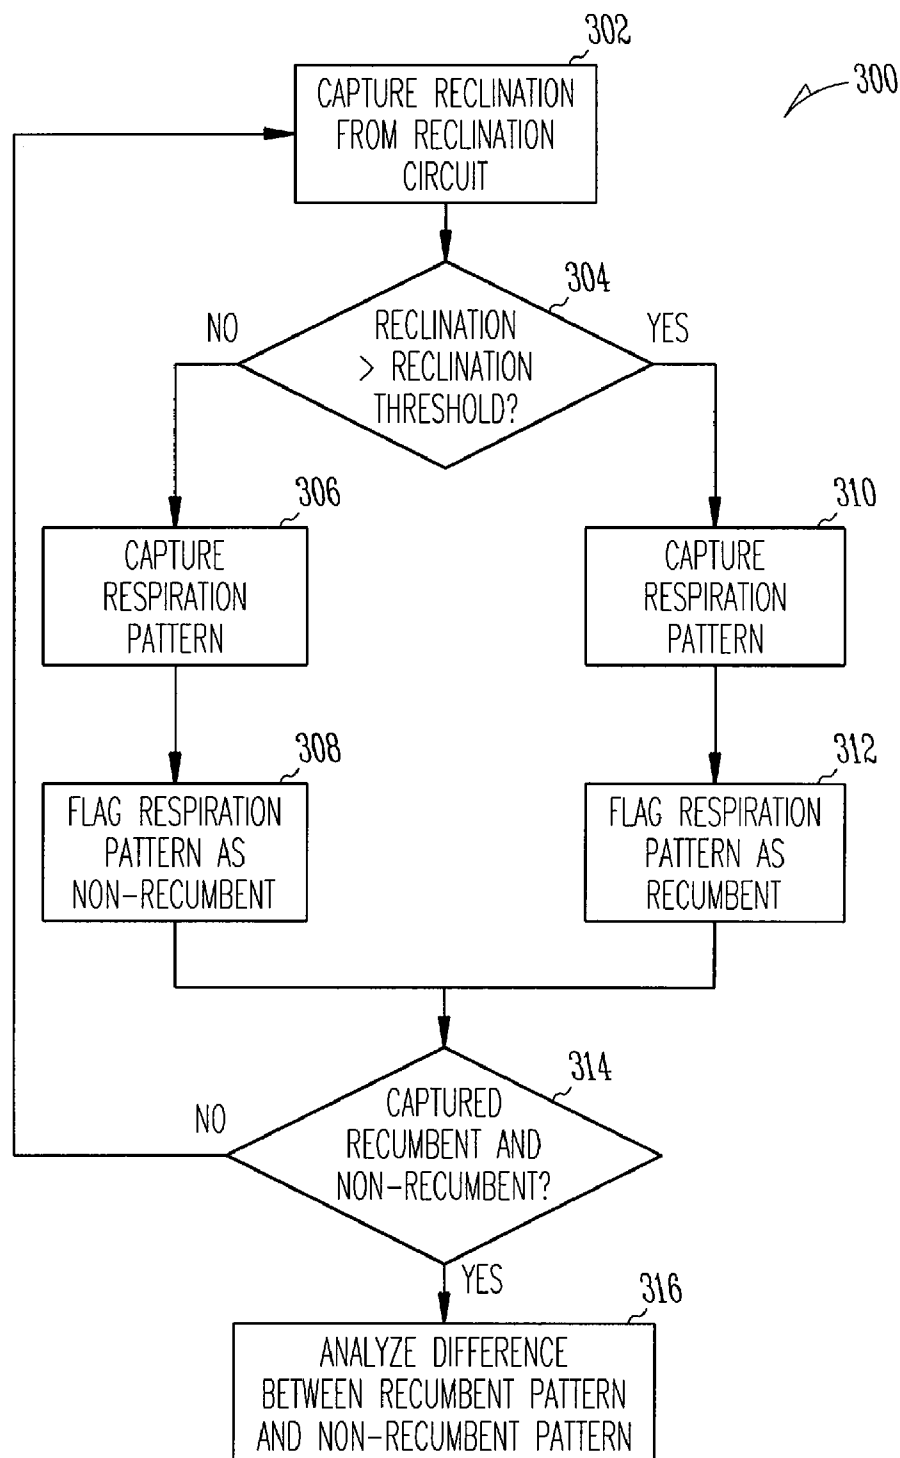 302
300
CAPTURE RECLINATION
FROM RECLINATION
CIRCUIT
304
NO
YES
RECLINATION
> RECLINATION
THRESHOLD?
306
310
CAPTURE
RESPIRATION
PATTERN
CAPTURE
RESPIRATION
PATTERN
308
312
FLAG RESPIRATION
PATTERN AS
NON-RECUMBENT
FLAG RESPIRATION
PATTERN AS
RECUMBENT
314
NO
CAPTURED
RECUMBENT AND
NON-RECUMBENT?
YES
316
ANALYZE DIFFERENCE
BETWEEN RECUMBENT PATTERN
AND NON-RECUMBENT PATTERN